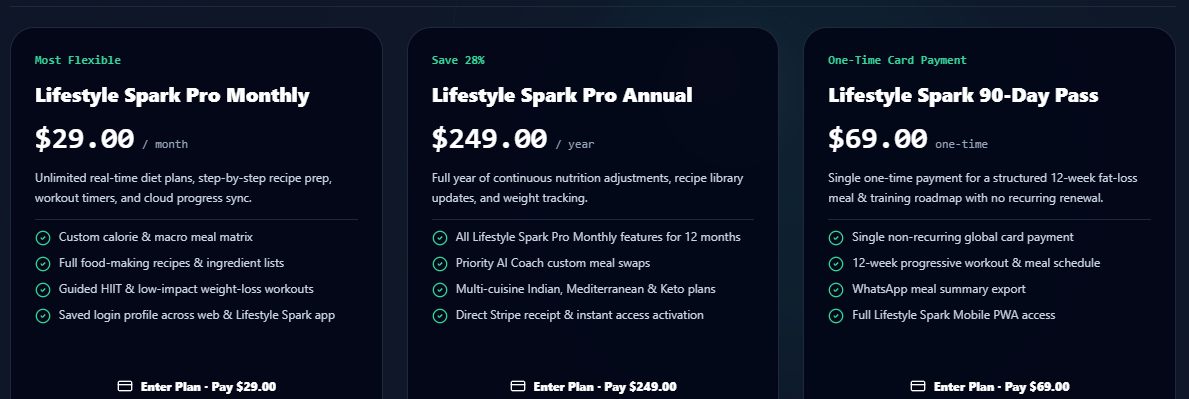 Most Flexible
Lifestyle Spark Pro Monthly
$29.00 / month
Unlimited real-time diet plans, step-by-step recipe prep,
workout timers, and cloud progress sync.
Custom calorie & macro meal matrix
Full food-making recipes & ingredient lists
Guided HIIT & low-impact weight-loss workouts
Saved login profile across web & Lifestyle Spark app
Enter Plan - Pay $29.00
Save 28%
Lifestyle Spark Pro Annual
$249.00 / year
Full year of continuous nutrition adjustments, recipe library
updates, and weight tracking.
All Lifestyle Spark Pro Monthly features for 12 months
Priority AI Coach custom meal swaps
Multi-cuisine Indian, Mediterranean & Keto plans
Direct Stripe receipt & instant access activation
Enter Plan - Pay $249.00
One-Time Card Payment
Lifestyle Spark 90-Day Pass
$69.00 one-time
Single one-time payment for a structured 12-week fat-loss
meal & training roadmap with no recurring renewal.
Single non-recurring global card payment
12-week progressive workout & meal schedule
WhatsApp meal summary export
Full Lifestyle Spark Mobile PWA access
Enter Plan - Pay $69.00